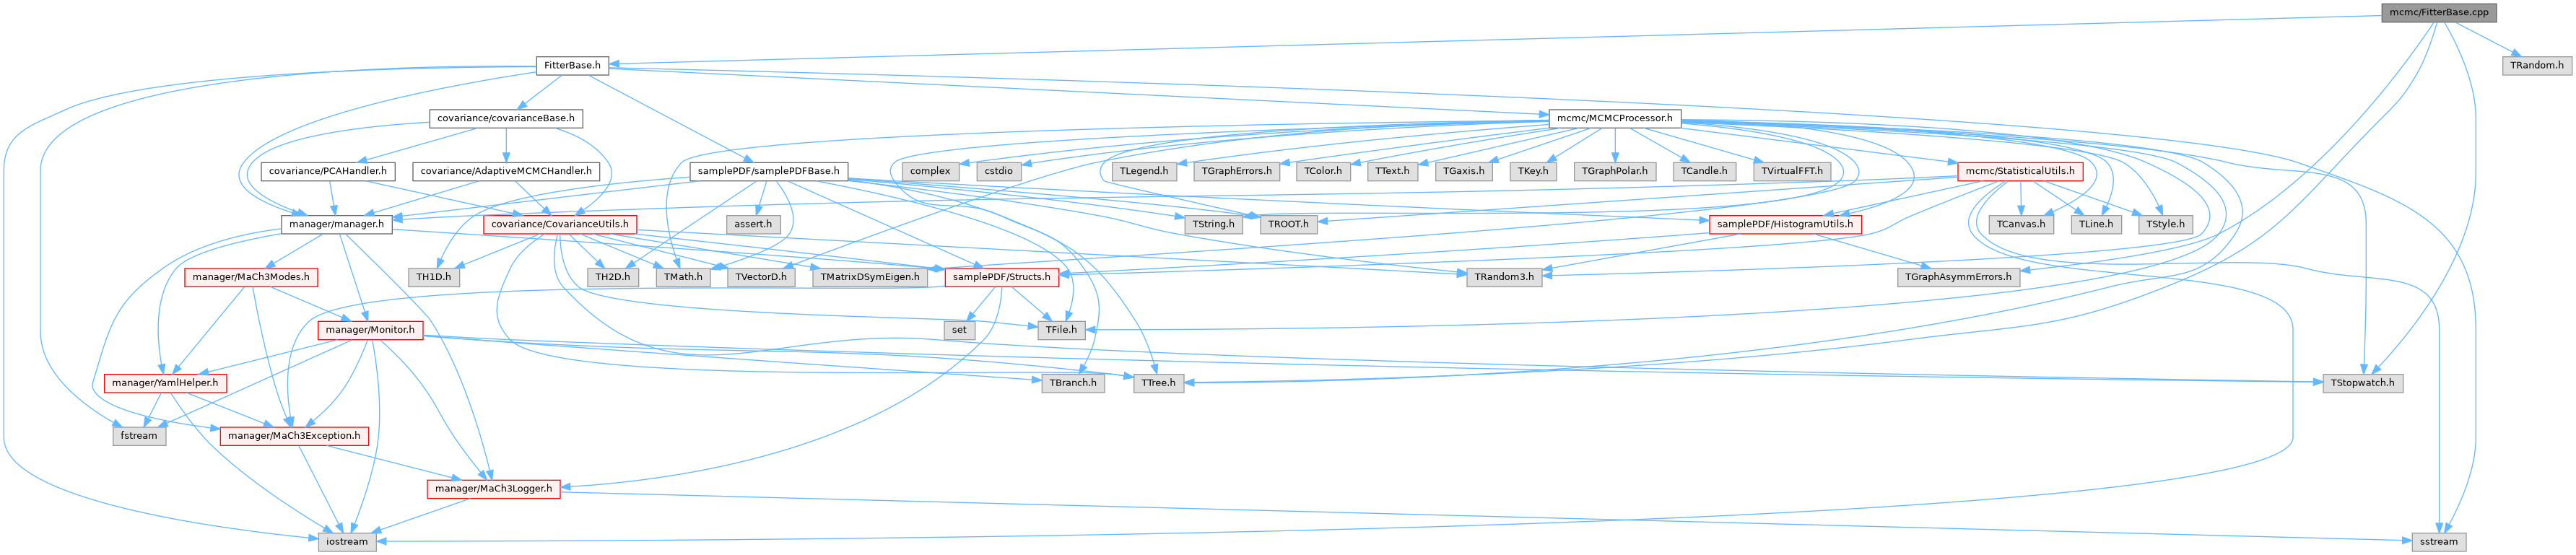 mcmc/FitterBase.cpp
FitterBase.h
TRandom.h
covariance/covarianceBase.h
mcmc/MCMCProcessor.h
covariance/PCAHandler.h
covariance/AdaptiveMCMCHandler.h
samplePDF/samplePDFBase.h
complex
cstdio
TLegend.h
TGraphErrors.h
TColor.h
TText.h
TGaxis.h
TKey.h
TGraphPolar.h
TCandle.h
TVirtualFFT.h
mcmc/StatisticalUtils.h
manager/manager.h
covariance/CovarianceUtils.h
assert.h
TString.h
TROOT.h
samplePDF/HistogramUtils.h
TCanvas.h
TLine.h
TStyle.h
manager/MaCh3Modes.h
TH1D.h
TH2D.h
TMath.h
TVectorD.h
TMatrixDSymEigen.h
samplePDF/Structs.h
TRandom3.h
TGraphAsymmErrors.h
manager/Monitor.h
set
TFile.h
manager/YamlHelper.h
TBranch.h
TTree.h
TStopwatch.h
fstream
manager/MaCh3Exception.h
manager/MaCh3Logger.h
iostream
sstream